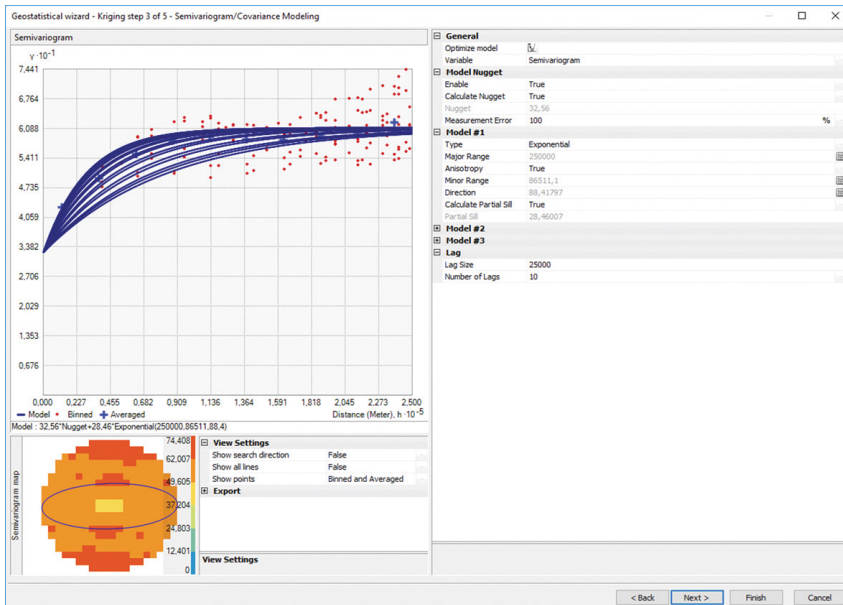 Geostatistical wizard - Kriging step 3 of 5 - Semivariogram/Covariance Modeling
Semivariogram
γ·10⁻¹
7,441
6,764
6,088
5,411
4,735
4,059
3,382
2,706
2,029
1,353
0,676
0,000 0,227 0,455 0,682 0,909 1,136 1,364 1,591 1,818 2,045 2,273 2,500
Model Binned Averaged Distance (Meter), h·10⁻⁵
Model : 32,56*Nugget+28,46*Exponential(250000,86511,88,4)
Semivariogram map
74,408
62,007
49,605
37,204
24,803
12,401
0
View Settings
Show search direction False
Show all lines False
Show points Binned and Averaged
Export
View Settings
General
Optimize model
Variable Semivariogram
Model Nugget
Enable True
Calculate Nugget True
Nugget 32,56
Measurement Error 100 %
Model #1
Type Exponential
Major Range 250000
Anisotropy True
Minor Range 86511,1
Direction 88,41797
Calculate Partial Sill True
Partial Sill 28,46007
Model #2
Model #3
Lag
Lag Size 25000
Number of Lags 10
< Back Next > Finish Cancel